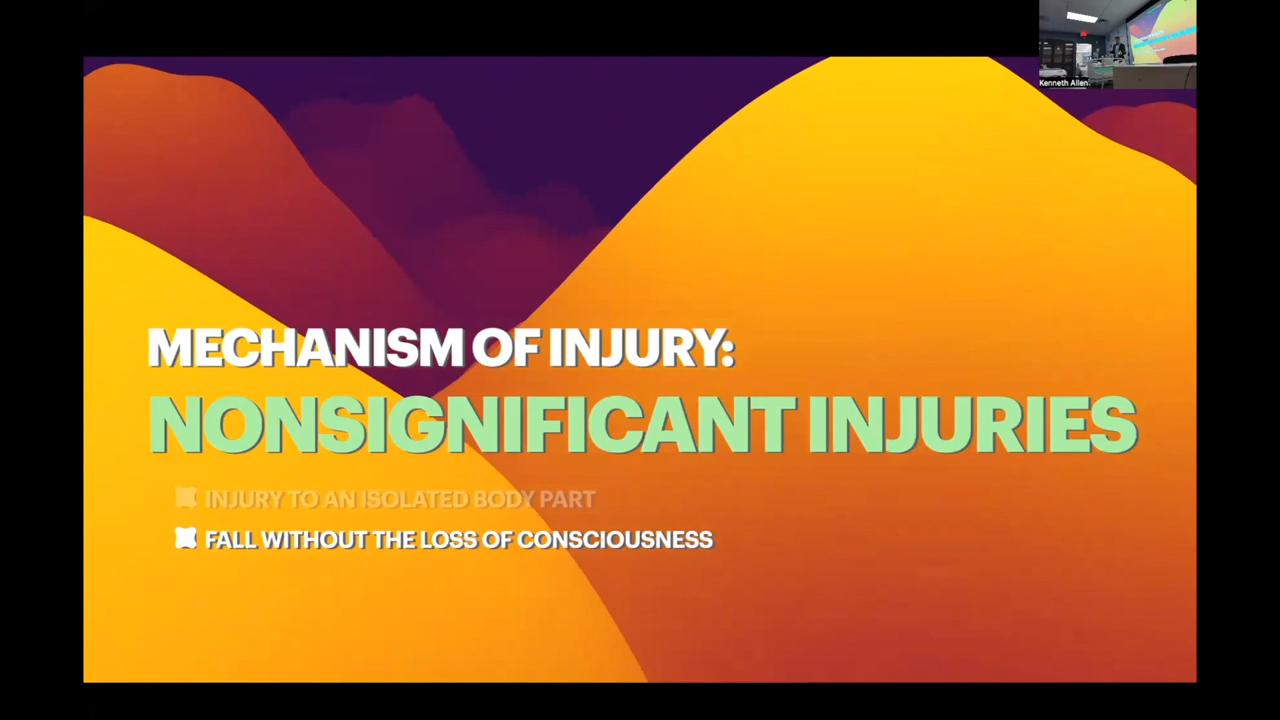 Kenneth Allen
MECHANISM OF INJURY:
NONSIGNIFICANT INJURIES
INJURY TO AN ISOLATED BODY PART
FALL WITHOUT THE LOSS OF CONSCIOUSNESS